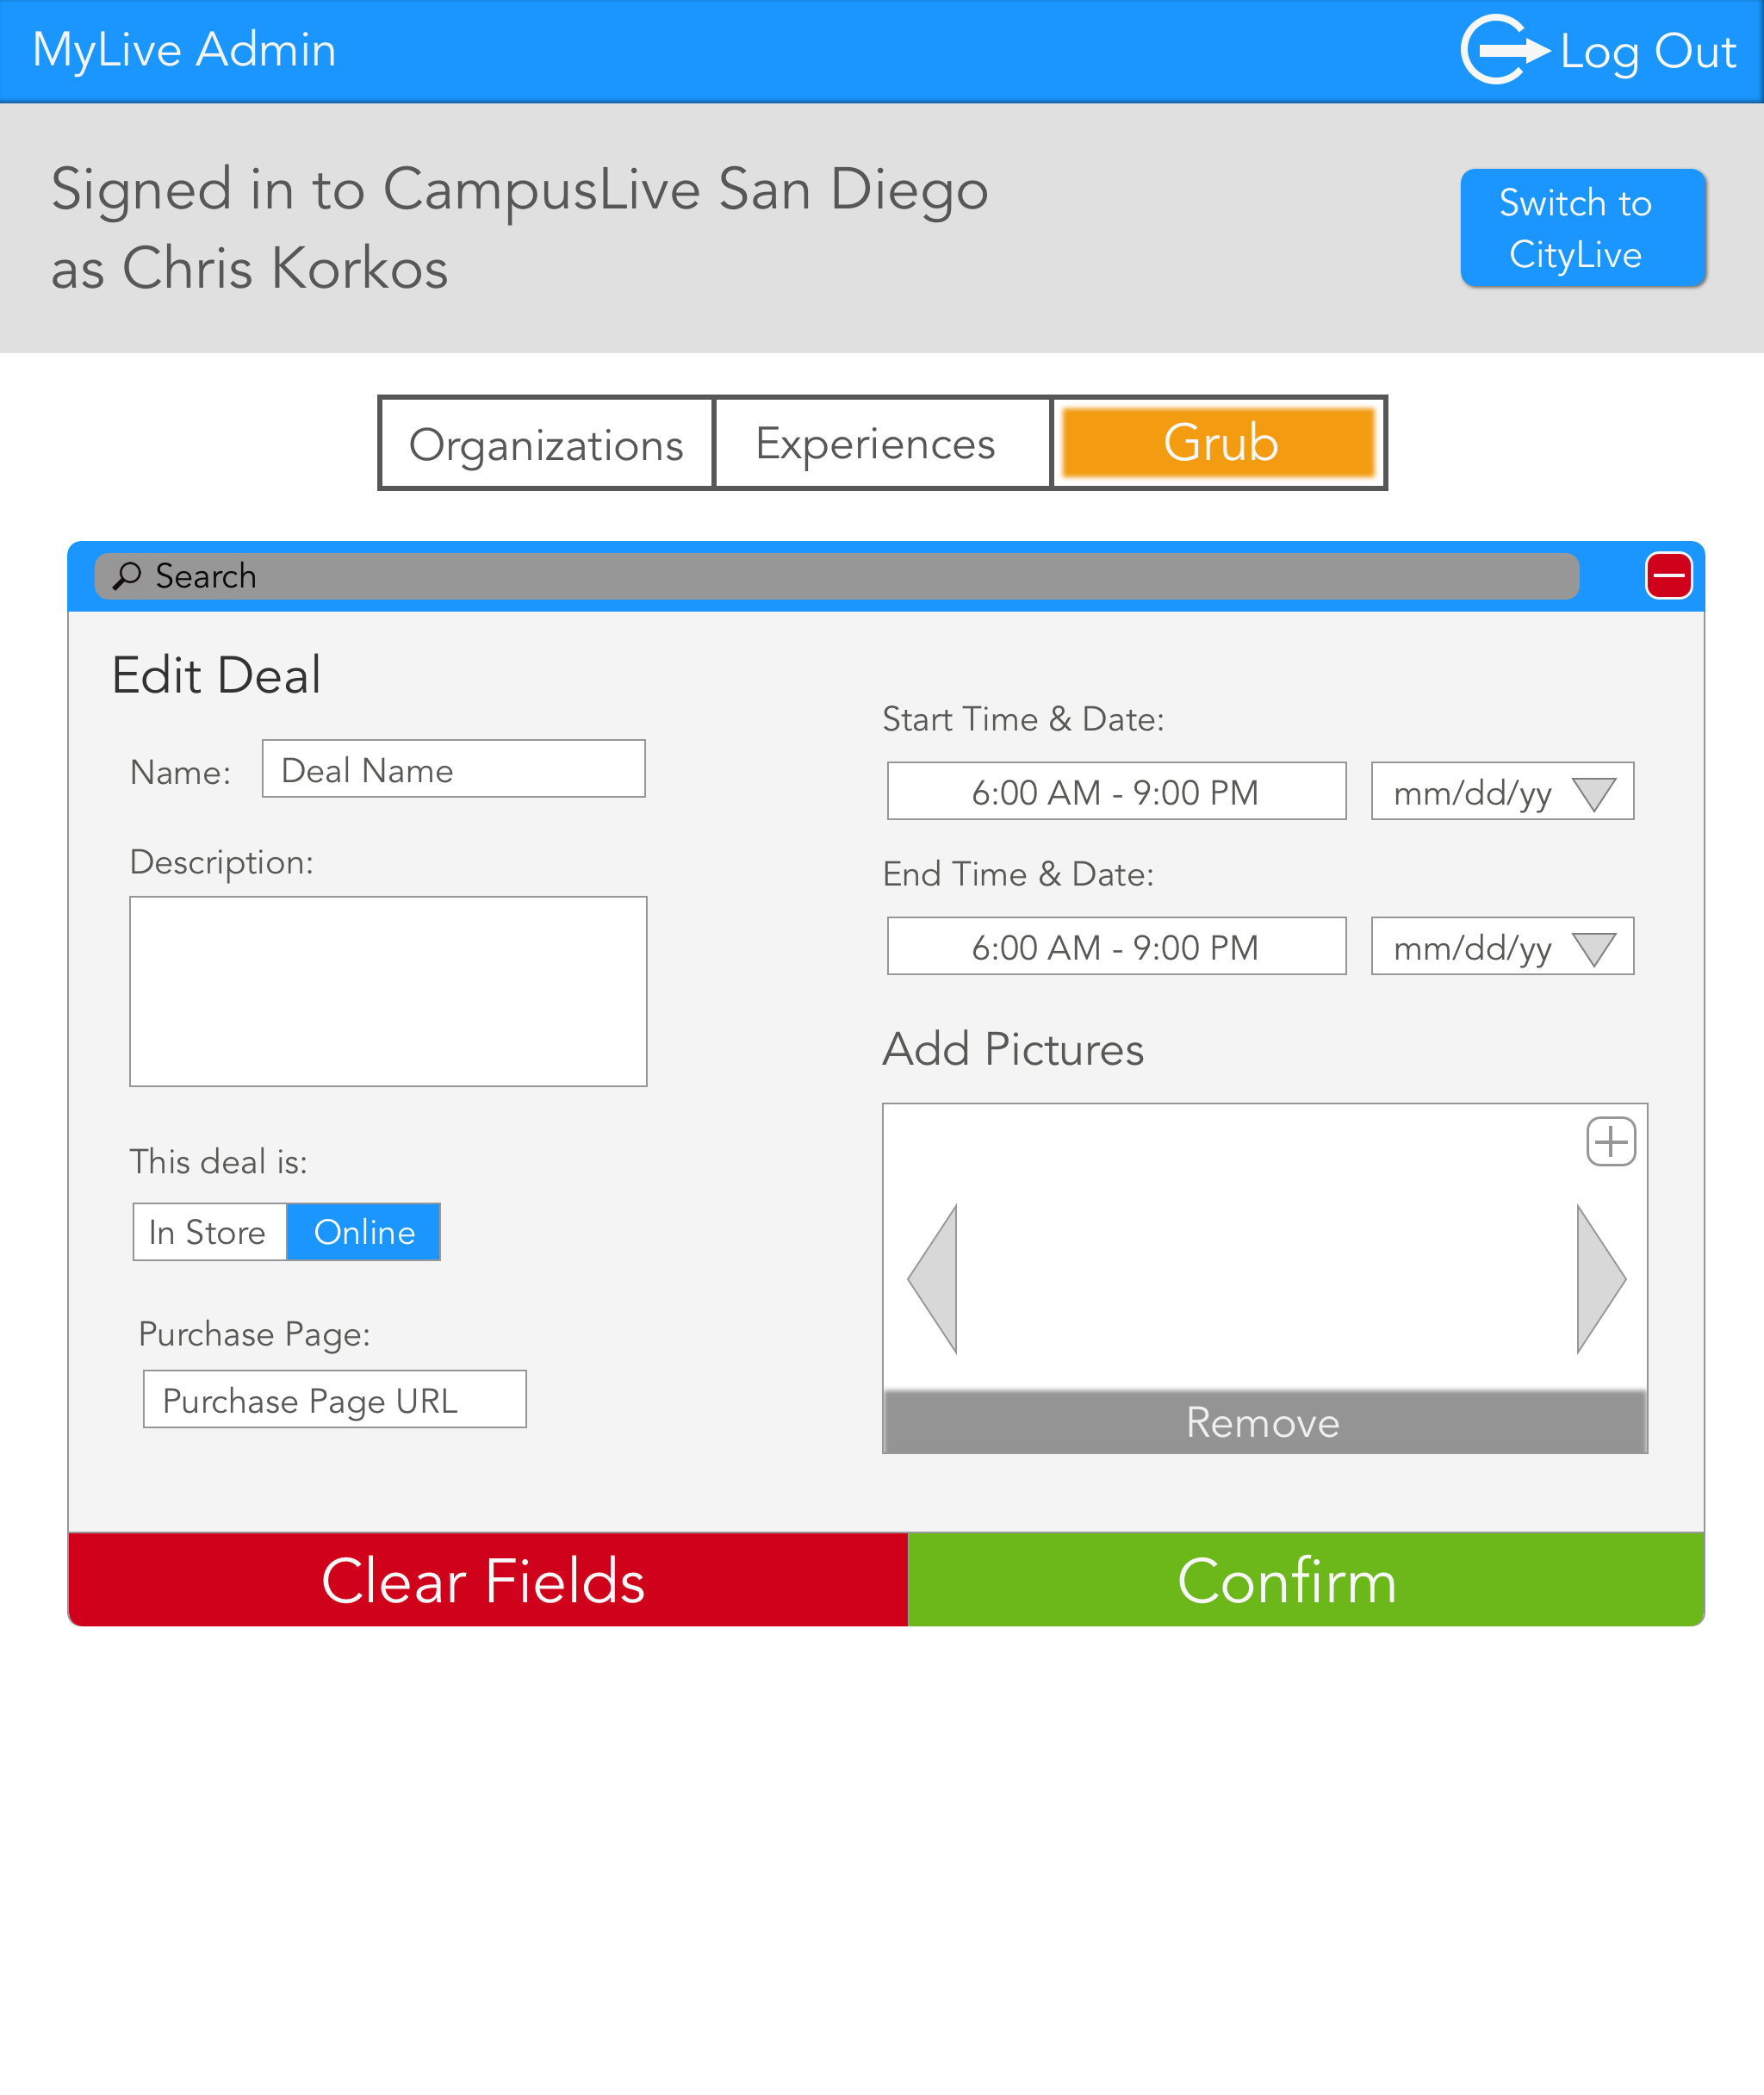 MyLive Admin
Log Out
Signed in to CampusLive San Diego
as Chris Korkos
Switch to
CityLive
Organizations
Experiences
Grub
Search
Edit Deal
Name:
Deal Name
Description:
This deal is:
In Store
Online
Purchase Page:
Purchase Page URL
Start Time & Date:
6:00 AM - 9:00 PM
mm/dd/yy
End Time & Date:
6:00 AM - 9:00 PM
mm/dd/yy
Add Pictures
Remove
Clear Fields
Confirm